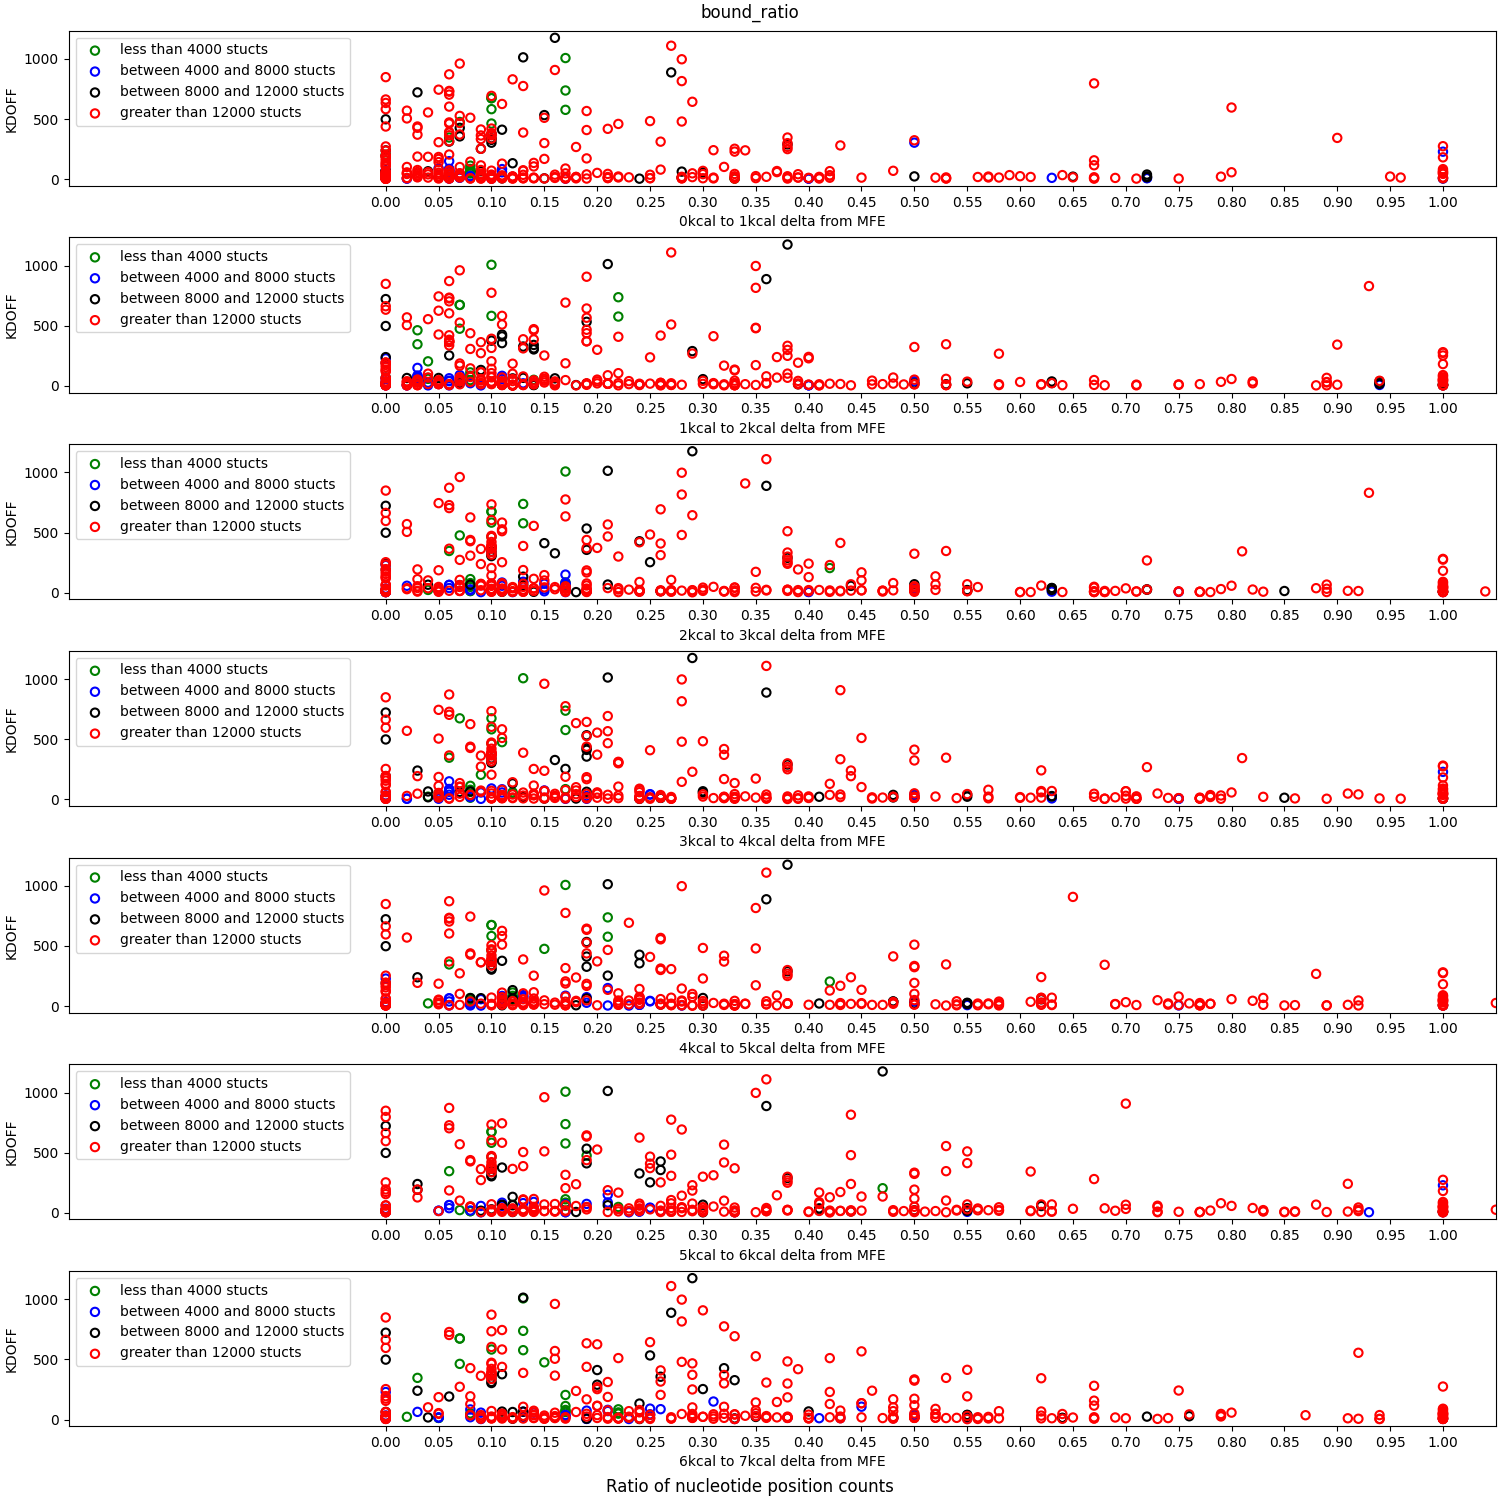 bound_ratio
less than 4000 stucts
between 4000 and 8000 stucts
between 8000 and 12000 stucts
greater than 12000 stucts
KDOFF
1000
500
0
0.00 0.05 0.10 0.15 0.20 0.25 0.30 0.35 0.40 0.45 0.50 0.55 0.60 0.65 0.70 0.75 0.80 0.85 0.90 0.95 1.00
0kcal to 1kcal delta from MFE
less than 4000 stucts
between 4000 and 8000 stucts
between 8000 and 12000 stucts
greater than 12000 stucts
KDOFF
1000
500
0
0.00 0.05 0.10 0.15 0.20 0.25 0.30 0.35 0.40 0.45 0.50 0.55 0.60 0.65 0.70 0.75 0.80 0.85 0.90 0.95 1.00
1kcal to 2kcal delta from MFE
less than 4000 stucts
between 4000 and 8000 stucts
between 8000 and 12000 stucts
greater than 12000 stucts
KDOFF
1000
500
0
0.00 0.05 0.10 0.15 0.20 0.25 0.30 0.35 0.40 0.45 0.50 0.55 0.60 0.65 0.70 0.75 0.80 0.85 0.90 0.95 1.00
2kcal to 3kcal delta from MFE
less than 4000 stucts
between 4000 and 8000 stucts
between 8000 and 12000 stucts
greater than 12000 stucts
KDOFF
1000
500
0
0.00 0.05 0.10 0.15 0.20 0.25 0.30 0.35 0.40 0.45 0.50 0.55 0.60 0.65 0.70 0.75 0.80 0.85 0.90 0.95 1.00
3kcal to 4kcal delta from MFE
less than 4000 stucts
between 4000 and 8000 stucts
between 8000 and 12000 stucts
greater than 12000 stucts
KDOFF
1000
500
0
0.00 0.05 0.10 0.15 0.20 0.25 0.30 0.35 0.40 0.45 0.50 0.55 0.60 0.65 0.70 0.75 0.80 0.85 0.90 0.95 1.00
4kcal to 5kcal delta from MFE
less than 4000 stucts
between 4000 and 8000 stucts
between 8000 and 12000 stucts
greater than 12000 stucts
KDOFF
1000
500
0
0.00 0.05 0.10 0.15 0.20 0.25 0.30 0.35 0.40 0.45 0.50 0.55 0.60 0.65 0.70 0.75 0.80 0.85 0.90 0.95 1.00
5kcal to 6kcal delta from MFE
less than 4000 stucts
between 4000 and 8000 stucts
between 8000 and 12000 stucts
greater than 12000 stucts
KDOFF
1000
500
0
0.00 0.05 0.10 0.15 0.20 0.25 0.30 0.35 0.40 0.45 0.50 0.55 0.60 0.65 0.70 0.75 0.80 0.85 0.90 0.95 1.00
6kcal to 7kcal delta from MFE
Ratio of nucleotide position counts